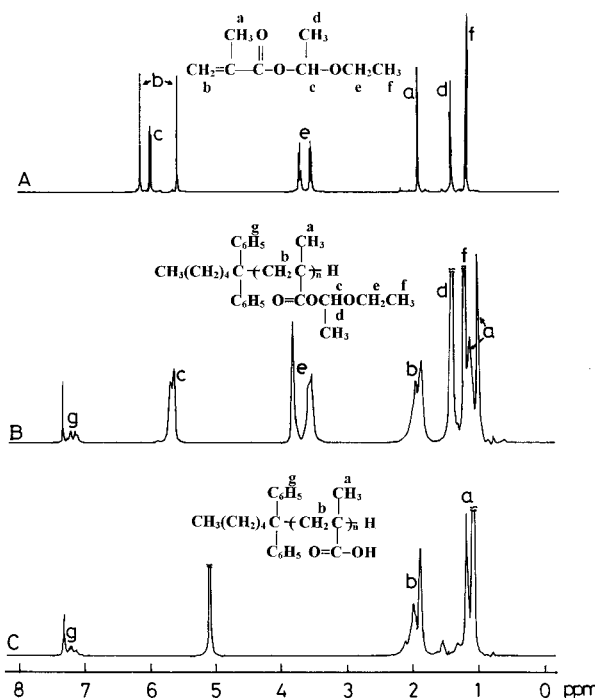 a
d
CH₃ O
CH₃
CH₂=C—C—O—CH—OCH₂CH₃
b
c
e
f
b
c
e
a
d
f
A
g
a
C₆H₅
b
CH₃
CH₃(CH₂)₄ C—(CH₂ C)ₙ H
c
e
f
C₆H₅
O=COCHOCH₂CH₃
d
CH₃
g
c
e
b
d
f
a
B
g
a
C₆H₅
b
CH₃
CH₃(CH₂)₄ C—(CH₂ C)ₙ H
C₆H₅
O=C—OH
g
b
a
C
8 7 6 5 4 3 2 1 0 ppm